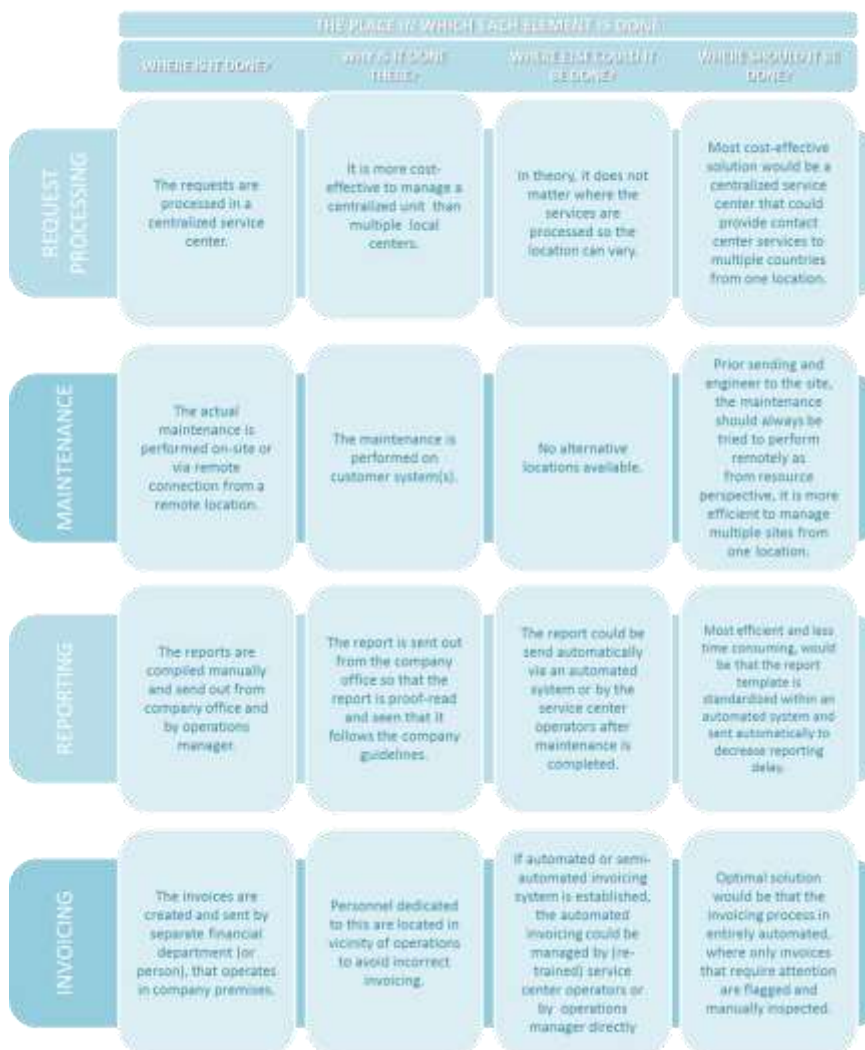 THE PLACE IN WHICH EACH ELEMENT IS DONE
WHERE IS IT DONE?
WHY IS IT DONE
THERE?
WHERE ELSE COULD IT
BE DONE?
WHERE SHOULD IT BE
DONE?
REQUEST
PROCESSING
The requests are
processed in a
centralized service
center.
It is more cost-
effective to manage a
centralized unit than
multiple local
centers.
In theory, it does not
matter where the
services are
processed so the
location can vary.
Most cost-effective
solution would be a
centralized service
center that could
provide contact
center services to
multiple countries
from one location.
MAINTENANCE
The actual
maintenance is
performed on-site or
via remote
connection from a
remote location.
The maintenance is
performed on
customer system(s).
No alternative
locations available.
Prior sending and
engineer to the site,
the maintenance
should always be
tried to perform
remotely as
from resource
perspective, it is more
efficient to manage
multiple sites from
one location.
REPORTING
The reports are
compiled manually
and send out from
company office and
by operations
manager.
The report is sent out
from the company
office so that the
report is proof-read
and seen that it
follows the company
guidelines.
The report could be
send automatically
via an automated
system or by the
service center
operators after
maintenance is
completed.
Most efficient and less
time consuming, would
be that the report
template is
standardized within an
automated system and
sent automatically to
decrease reporting
delay.
INVOICING
The invoices are
created and sent by
separate financial
department (or
person), that operates
in company premises.
Personnel dedicated
to this are located in
vicinity of operations
to avoid incorrect
invoicing.
If automated or semi-
automated invoicing
system is established,
the automated
invoicing could be
managed by (re-
trained) service
center operators or
by operations
manager directly
Optimal solution
would be that the
invoicing process in
entirely automated,
where only invoices
that require attention
are flagged and
manually inspected.